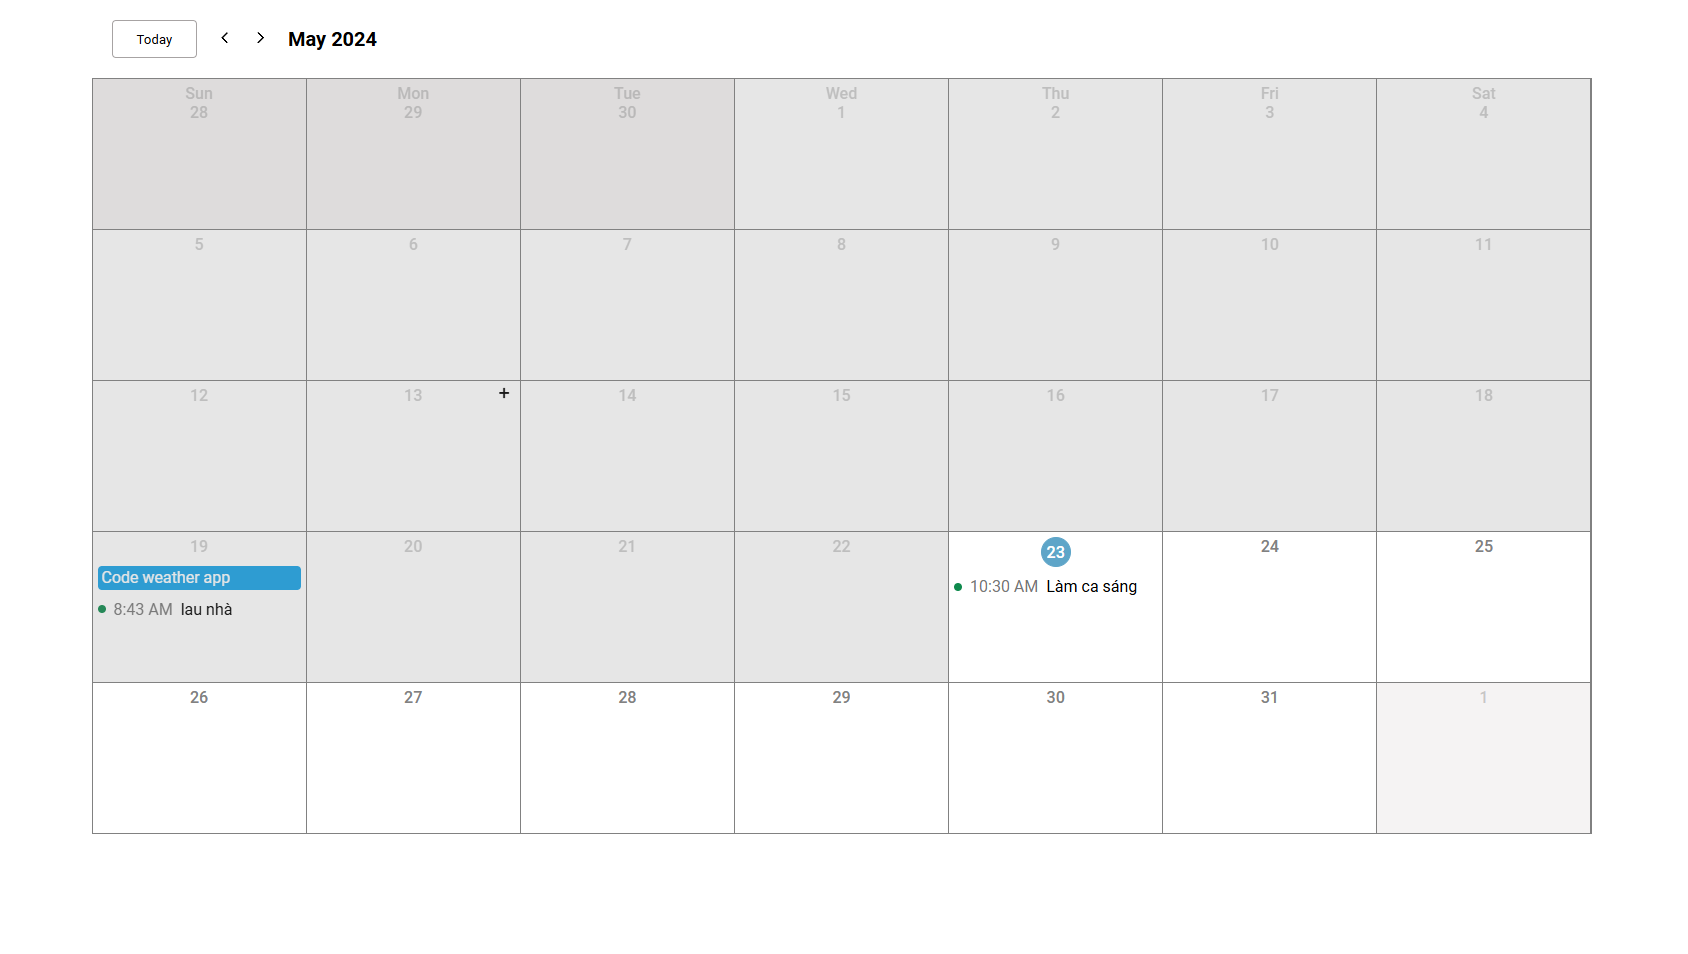 Today < > May 2024
Sun Mon Tue Wed Thu Fri Sat
28 29 30 1 2 3 4
5 6 7 8 9 10 11
12 13 + 14 15 16 17 18
19 20 21 22 23 24 25
Code weather app
8:43 AM lau nhà
10:30 AM Làm ca sáng
26 27 28 29 30 31 1